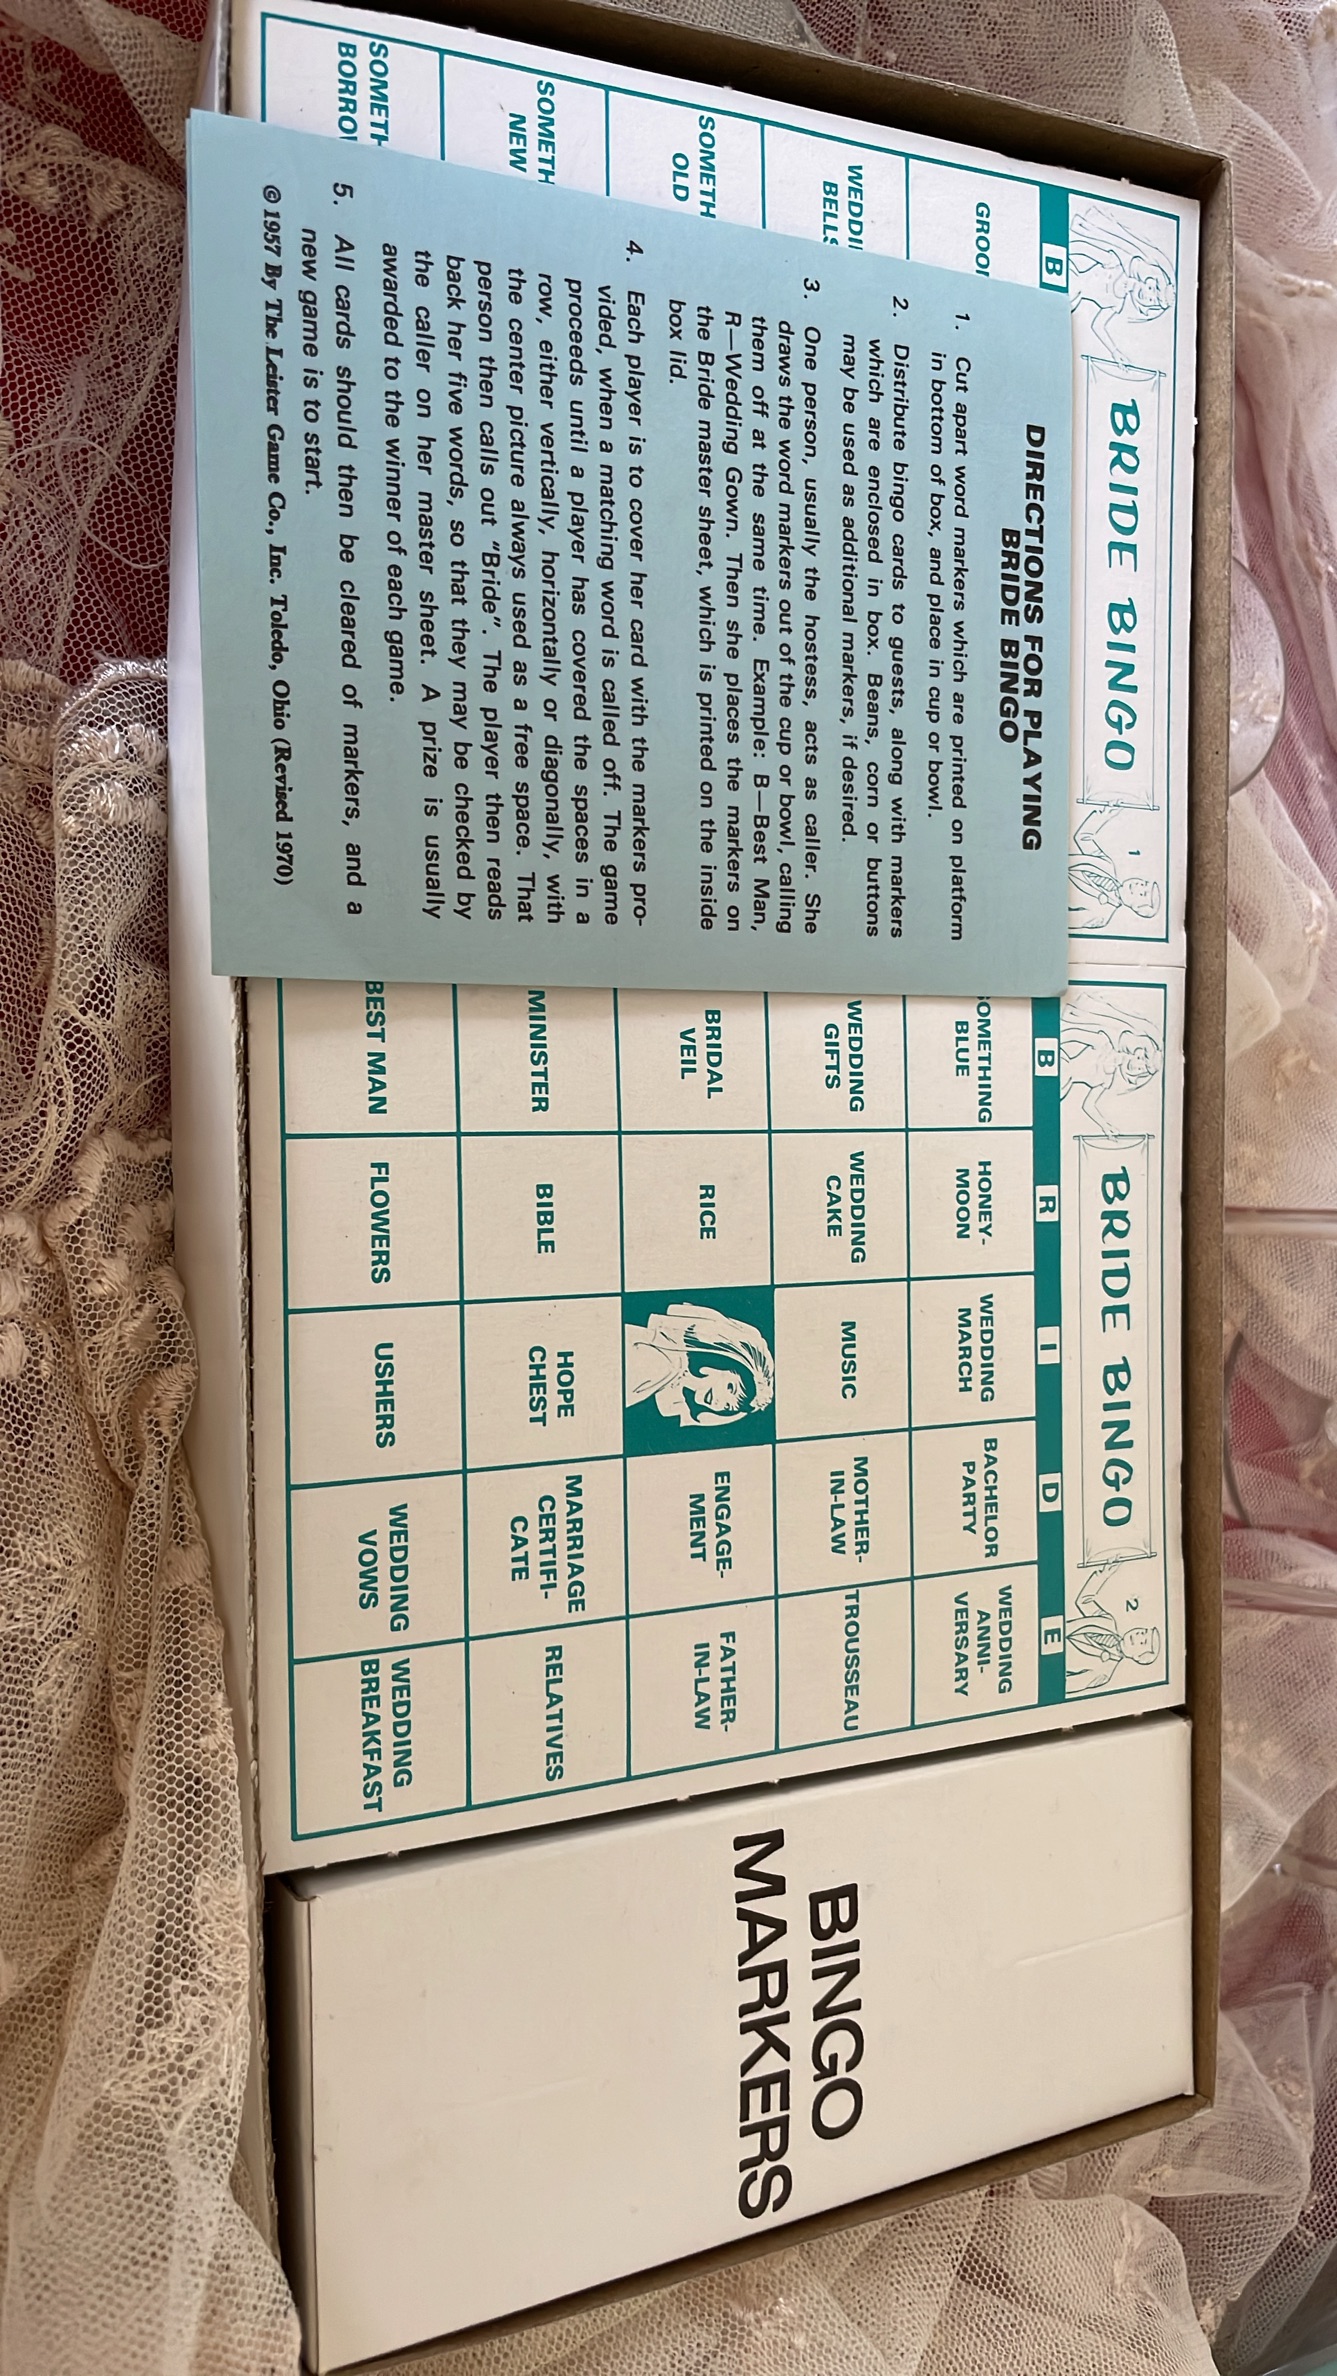 BRIDE BINGO
1
B
BRIDE BINGO
2
B R I D E
SOMETHING BLUE
HONEY-
MOON
WEDDING
MARCH
BACHELOR
PARTY
WEDDING
ANNI-
VERSARY
WEDDING
GIFTS
WEDDING
CAKE
MUSIC
MOTHER-
IN-LAW
TROUSSEAU
BRIDAL
VEIL
RICE
ENGAGE-
MENT
FATHER-
IN-LAW
MINISTER
BIBLE
HOPE
CHEST
MARRIAGE
CERTIFI-
CATE
RELATIVES
BEST MAN
FLOWERS
USHERS
WEDDING
VOWS
WEDDING
BREAKFAST
OLD
NEW
DIRECTIONS FOR PLAYING
BRIDE BINGO
1. Cut apart word markers which are printed on platform
in bottom of box, and place in cup or bowl.
2. Distribute bingo cards to guests, along with markers
which are enclosed in box. Beans, corn or buttons
may be used as additional markers, if desired.
3. One person, usually the hostess, acts as caller. She
draws the word markers out of the cup or bowl, calling
them off at the same time. Example: B—Best Man,
R—Wedding Gown. Then she places the markers on
the Bride master sheet, which is printed on the inside
box lid.
4. Each player is to cover her card with the markers pro-
vided, when a matching word is called off. The game
proceeds until a player has covered the spaces in a
row, either vertically, horizontally or diagonally, with
the center picture always used as a free space. That
person then calls out "Bride". The player then reads
back her five words, so that they may be checked by
the caller on her master sheet. A prize is usually
awarded to the winner of each game.
5. All cards should then be cleared of markers, and a
new game is to start.
© 1957 By The Leister Game Co., Inc. Toledo, Ohio (Revised 1970)
BINGO
MARKERS